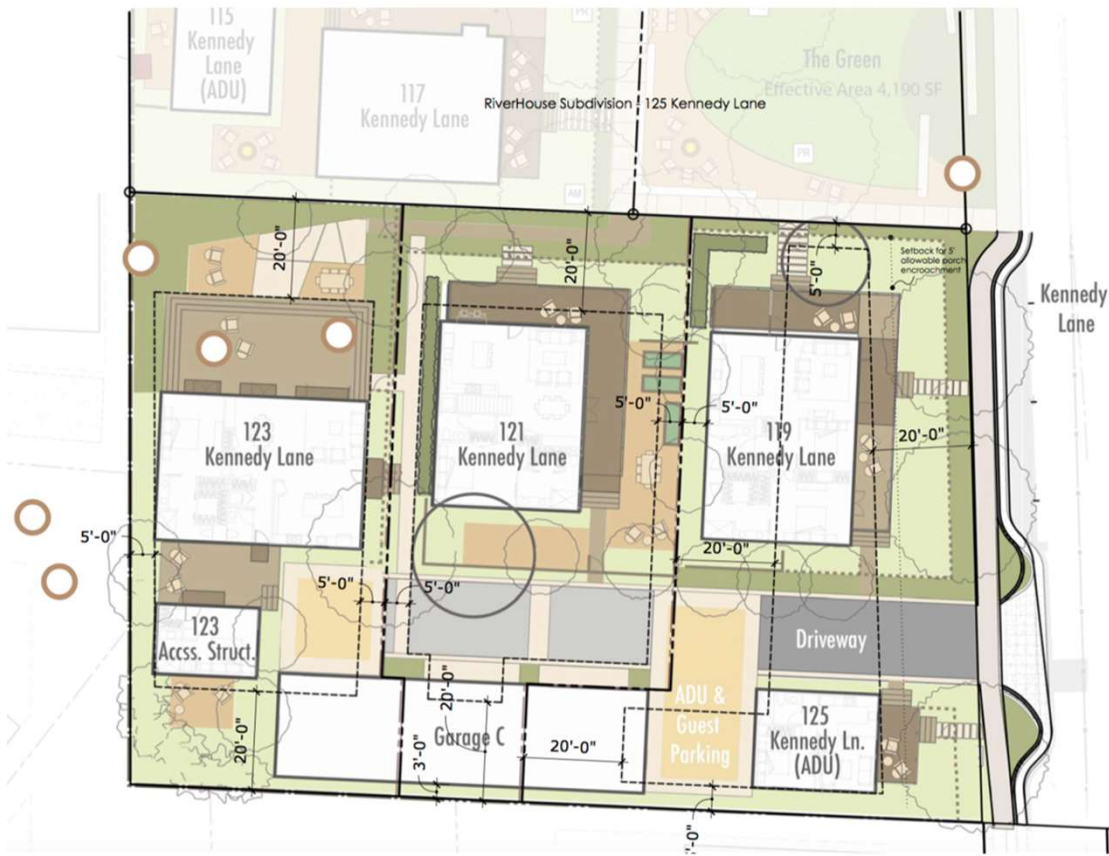 115
Kennedy
Lane
(ADU)
117
Kennedy Lane
The Green
Effective Area 4,190 SF
RiverHouse Subdivision - 125 Kennedy Lane
PR
AM
20'-0"
20'-0"
5'-0"
Setback for 5'
allowable porch
encroachment
Kennedy
Lane
123
Kennedy Lane
121
Kennedy Lane
119
Kennedy Lane
5'-0"
5'-0"
20'-0"
5'-0"
20'-0"
5'-0"
5'-0"
123
Accss. Struct.
Driveway
20'-0"
20'-0"
3'-0"
Garage C
20'-0"
ADU &
Guest
Parking
125
Kennedy Ln.
(ADU)
'-0"